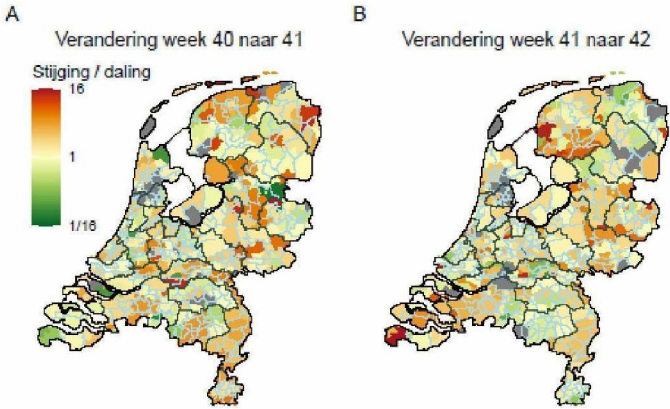 A
Verandering week 40 naar 41
Stijging / daling
16
1
1/16
B
Verandering week 41 naar 42